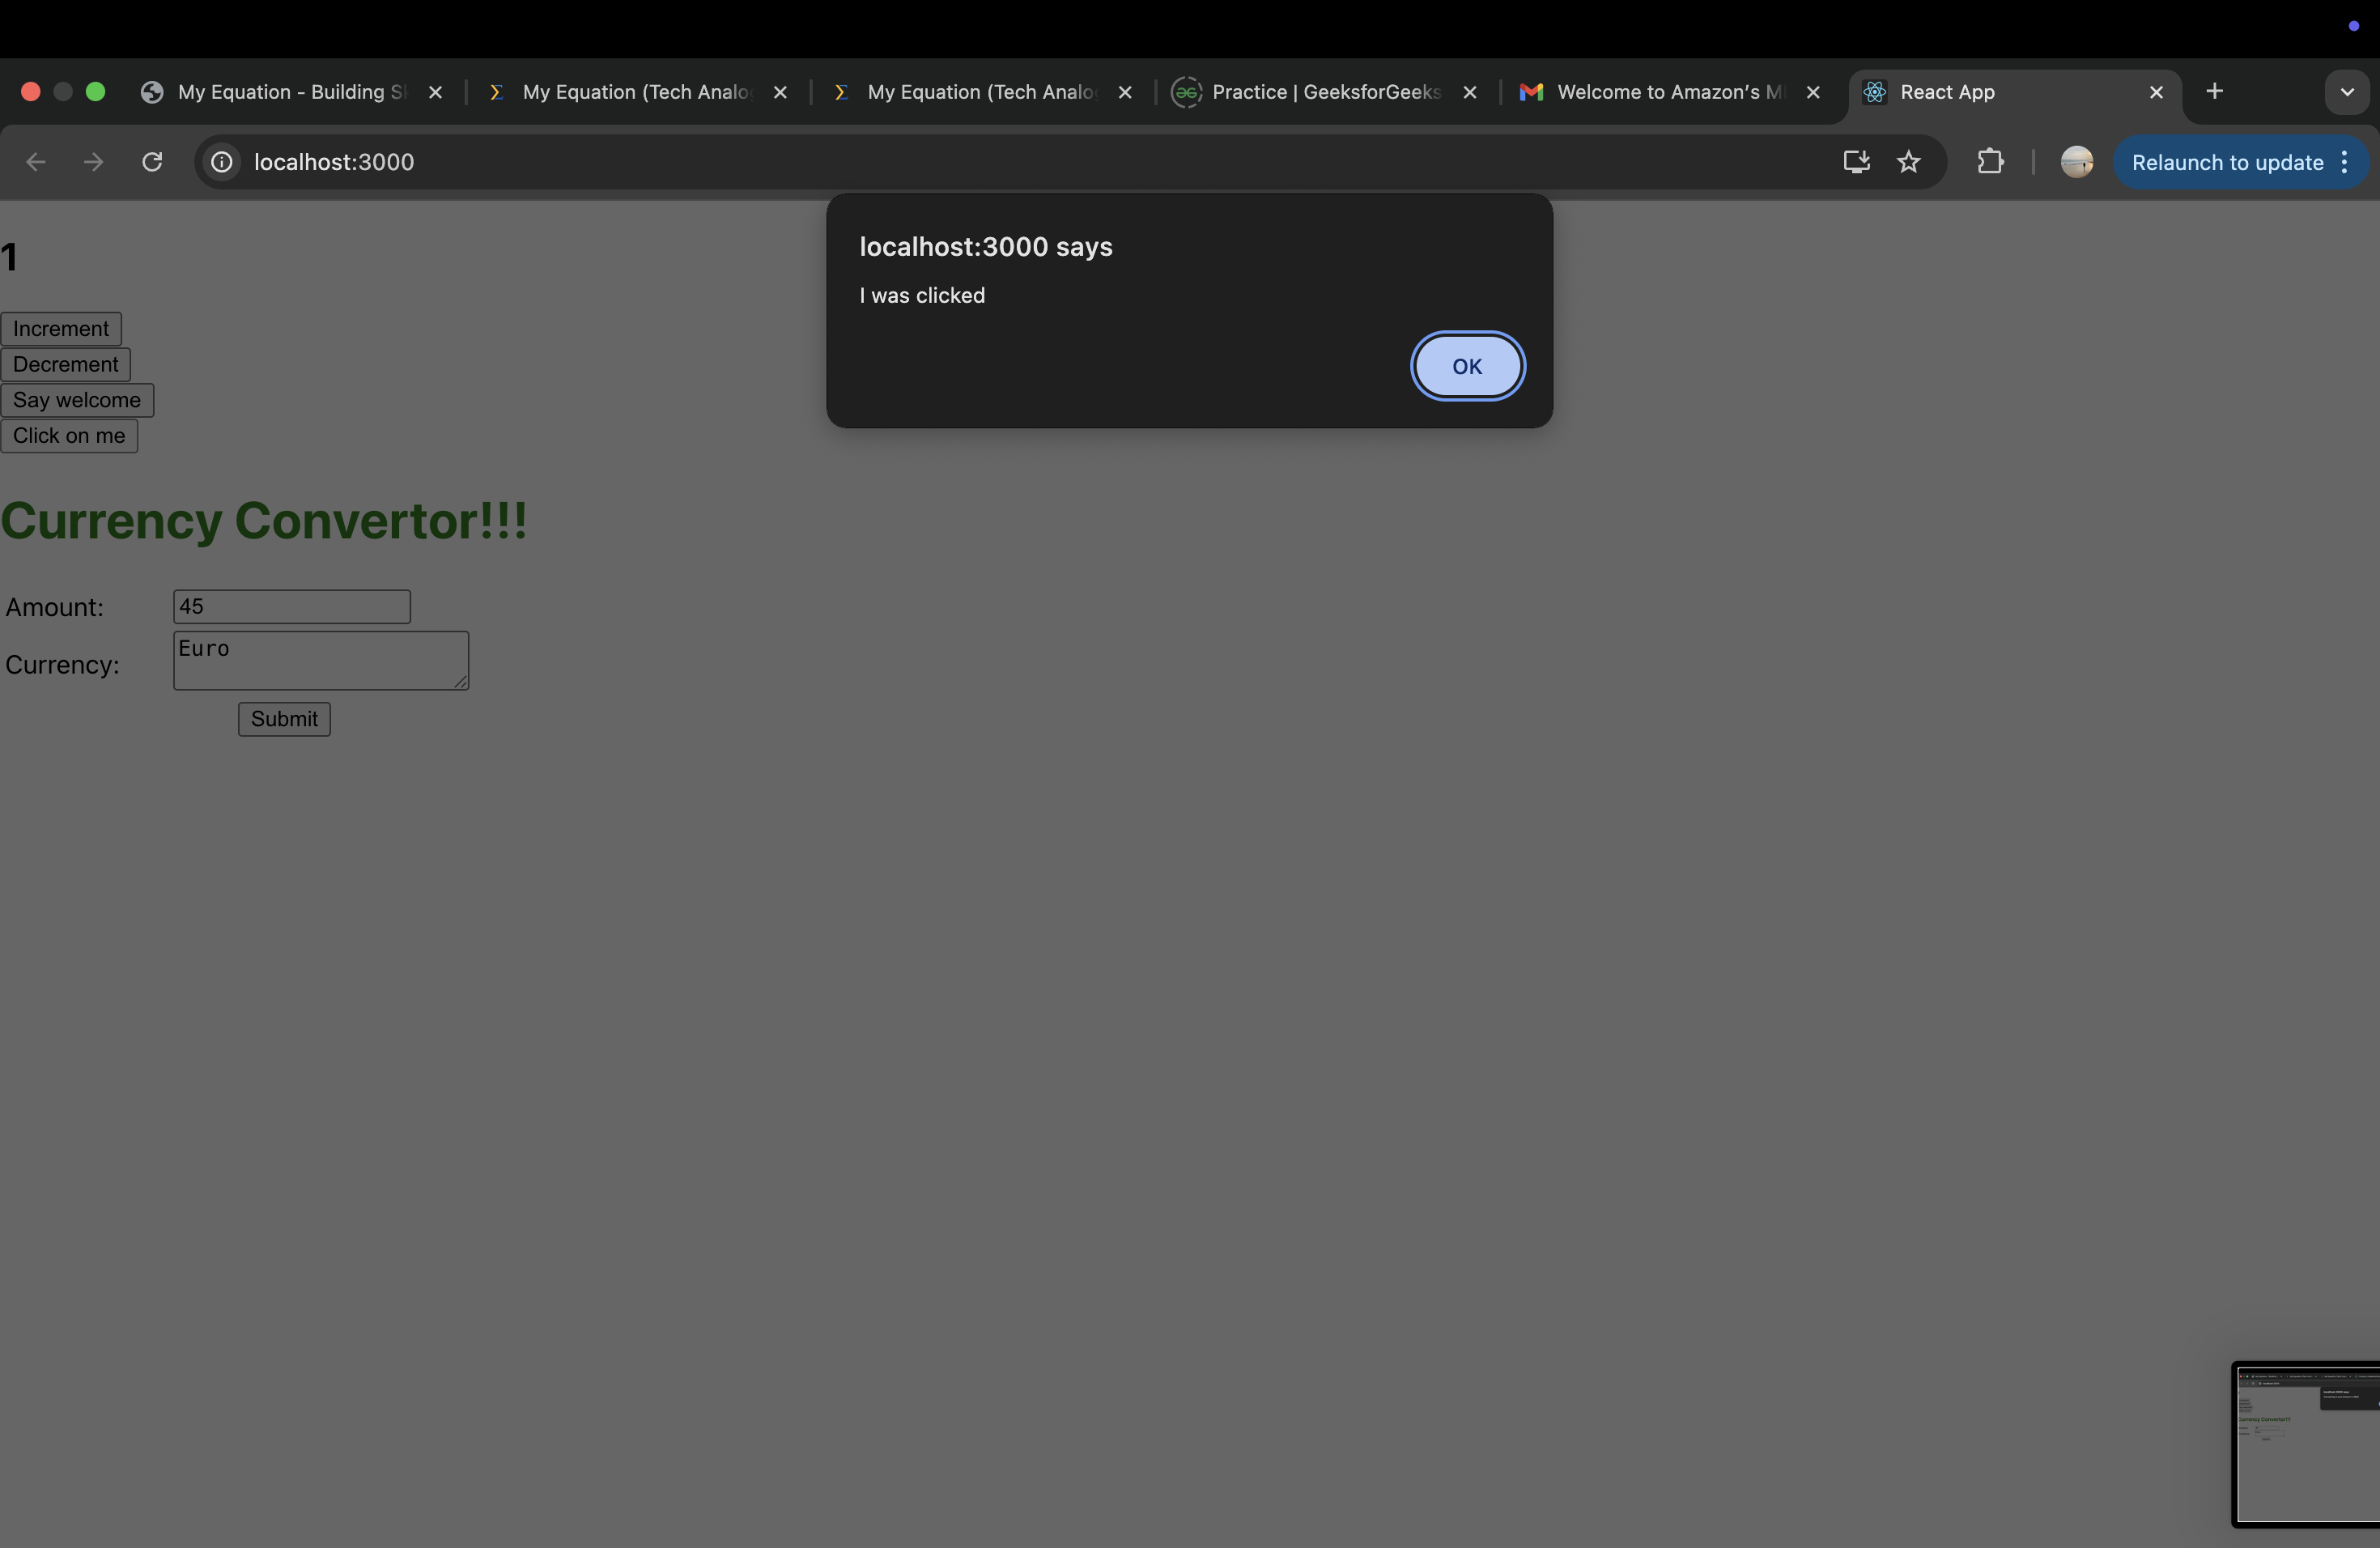 My Equation - Building S
My Equation (Tech Analo
My Equation (Tech Analo
Practice | GeeksforGeeks
Welcome to Amazon’s M
React App
localhost:3000
Relaunch to update
localhost:3000 says
I was clicked
OK
1
Increment
Decrement
Say welcome
Click on me
Currency Convertor!!!
Amount:
45
Currency:
Euro
Submit
Currency Convertor!!!